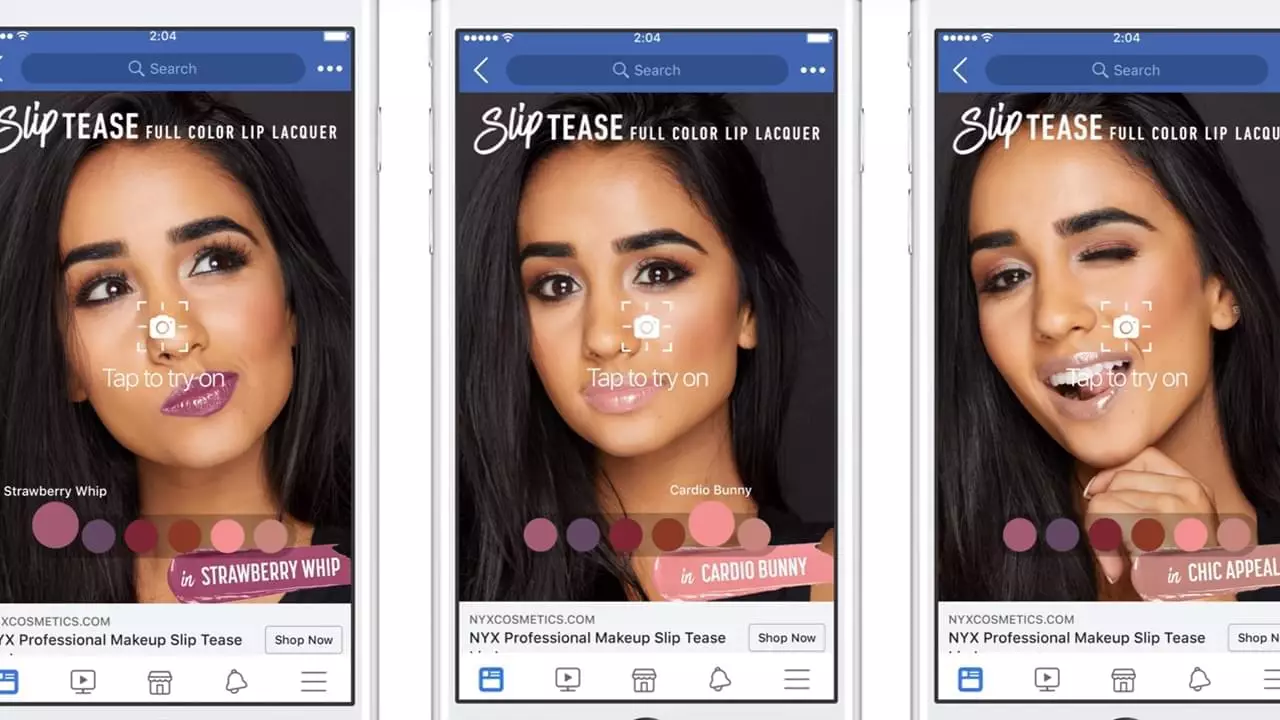 2:04
Search
Slip TEASE FULL COLOR LIP LACQUER
Tap to try on
Strawberry Whip
in STRAWBERRY WHIP
YXCOSMETICS.COM
YX Professional Makeup Slip Tease
Shop Now
2:04
Search
Slip TEASE FULL COLOR LIP LACQUER
Tap to try on
Cardio Bunny
in CARDIO BUNNY
NYXCOSMETICS.COM
NYX Professional Makeup Slip Tease
Shop Now
2:04
Search
Slip TEASE FULL COLOR LIP LACQU
Tap to try on
in CHIC APPEAL
NYXCOSMETICS.COM
NYX Professional Makeup Slip Tease
Shop N